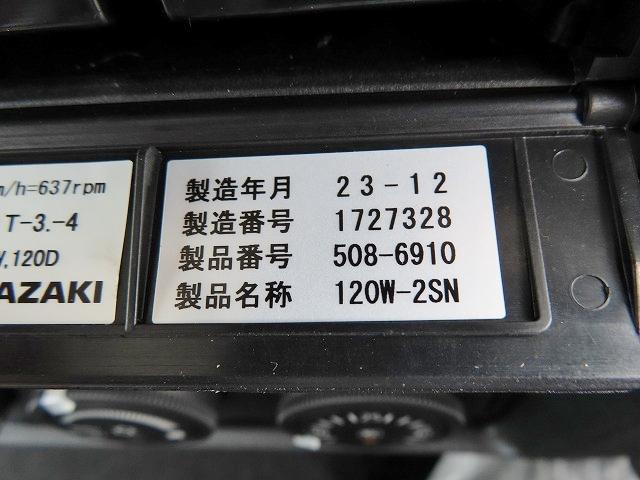 m/h=637rpm
T-3.-4
,120D
AZAKI
製造年月 23-12
製造番号 1727328
製品番号 508-6910
製品名称 120W-2SN